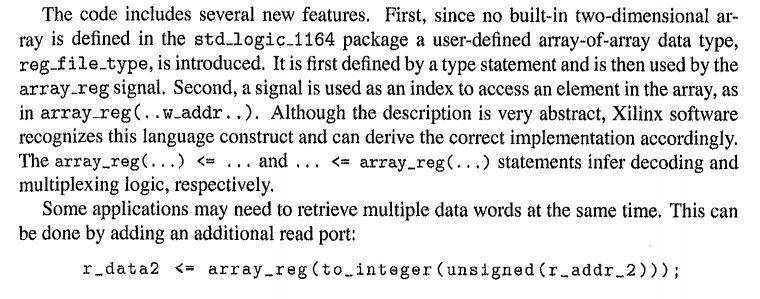 The code includes several new features. First, since no built-in two-dimensional ar-
ray is defined in the std_logic_1164 package a user-defined array-of-array data type,
reg_file_type, is introduced. It is first defined by a type statement and is then used by the
array_reg signal. Second, a signal is used as an index to access an element in the array, as
in array_reg(..w_addr..). Although the description is very abstract, Xilinx software
recognizes this language construct and can derive the correct implementation accordingly.
The array_reg(...) <= ... and ... <= array_reg(...) statements infer decoding and
multiplexing logic, respectively.
Some applications may need to retrieve multiple data words at the same time. This can
be done by adding an additional read port:
r_data2 <= array_reg(to_integer(unsigned(r_addr_2)));